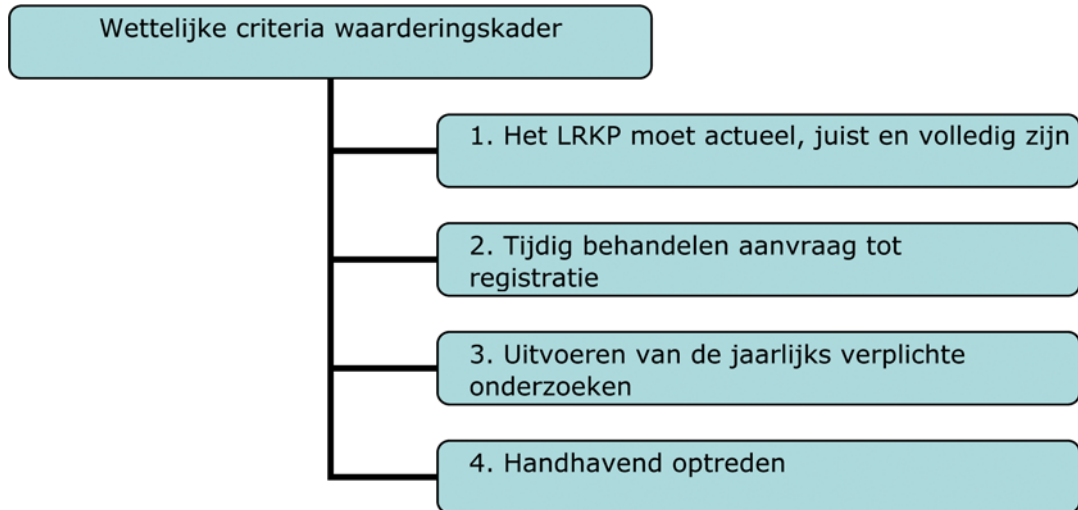 Wettelijke criteria waarderingskader
1. Het LRKP moet actueel, juist en volledig zijn
2. Tijdig behandelen aanvraag tot
registratie
3. Uitvoeren van de jaarlijks verplichte
onderzoeken
4. Handhavend optreden